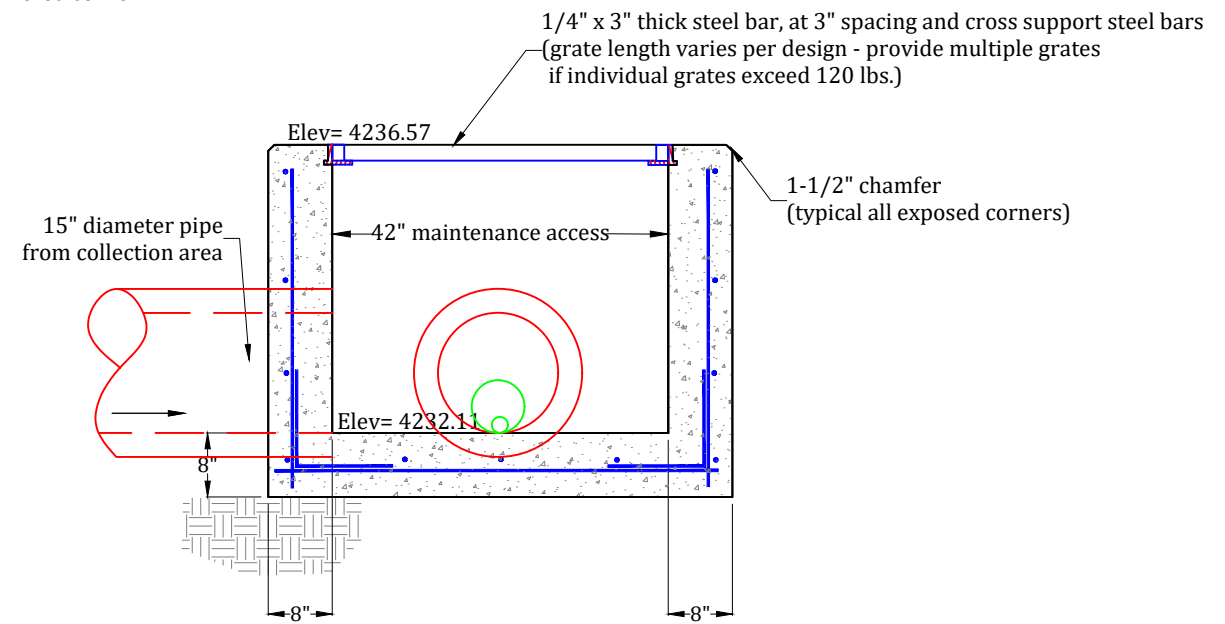 1/4" x 3" thick steel bar, at 3" spacing and cross support steel bars
(grate length varies per design - provide multiple grates
if individual grates exceed 120 lbs.)
Elev= 4236.57
1-1/2" chamfer
(typical all exposed corners)
15" diameter pipe
from collection area
42" maintenance access
Elev= 4232.11
8"
8"
8"